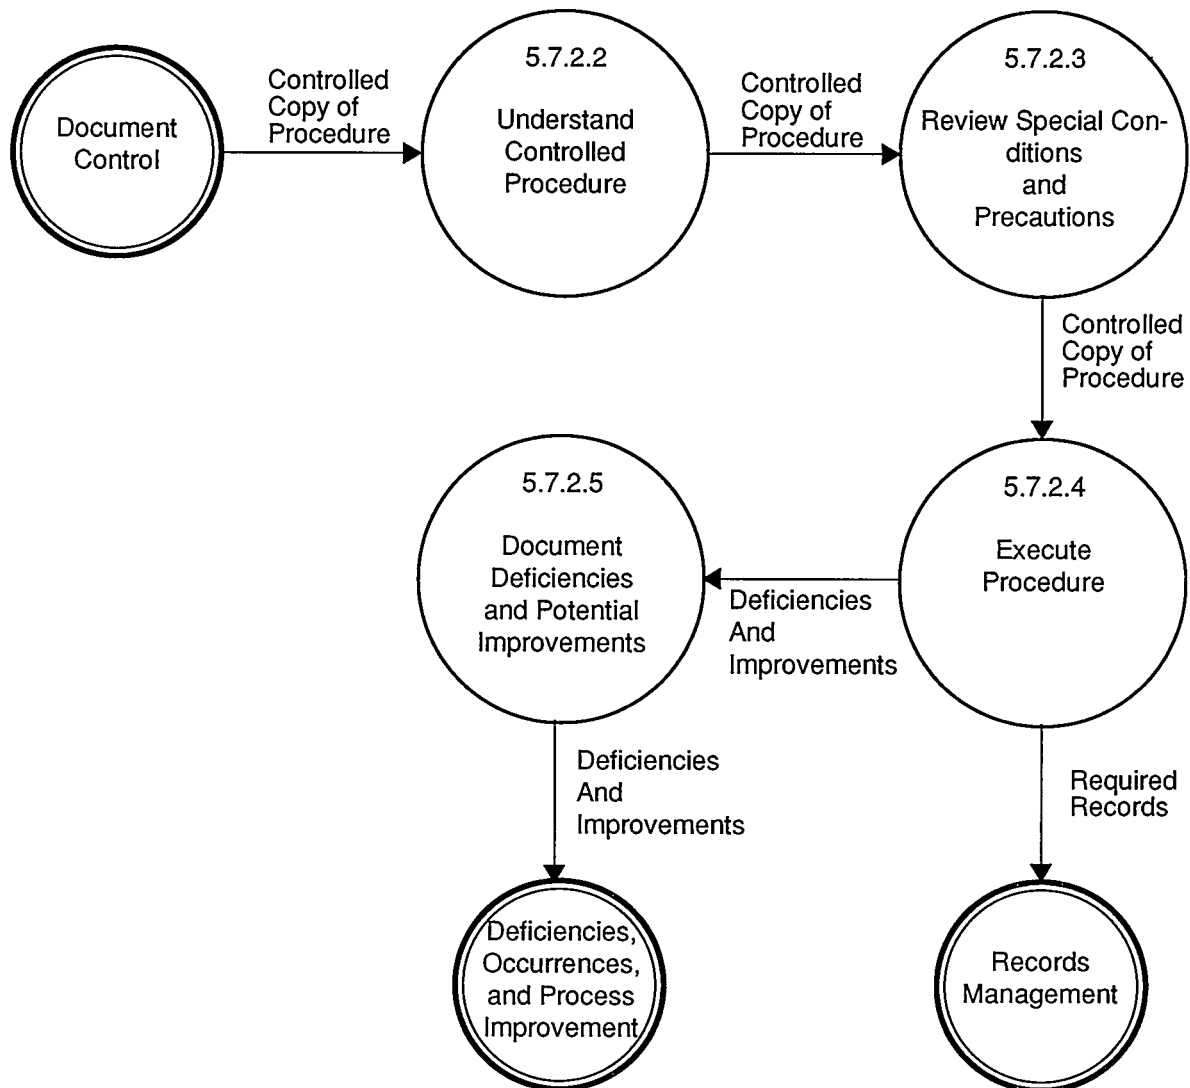 Document
Control
Controlled
Copy of
Procedure
5.7.2.2
Understand
Controlled
Procedure
Controlled
Copy of
Procedure
5.7.2.3
Review Special Con-
ditions
and
Precautions
Controlled
Copy of
Procedure
5.7.2.4
Execute
Procedure
Deficiencies
And
Improvements
5.7.2.5
Document
Deficiencies
and Potential
Improvements
Deficiencies
And
Improvements
Required
Records
Deficiencies,
Occurrences,
and Process
Improvement
Records
Management